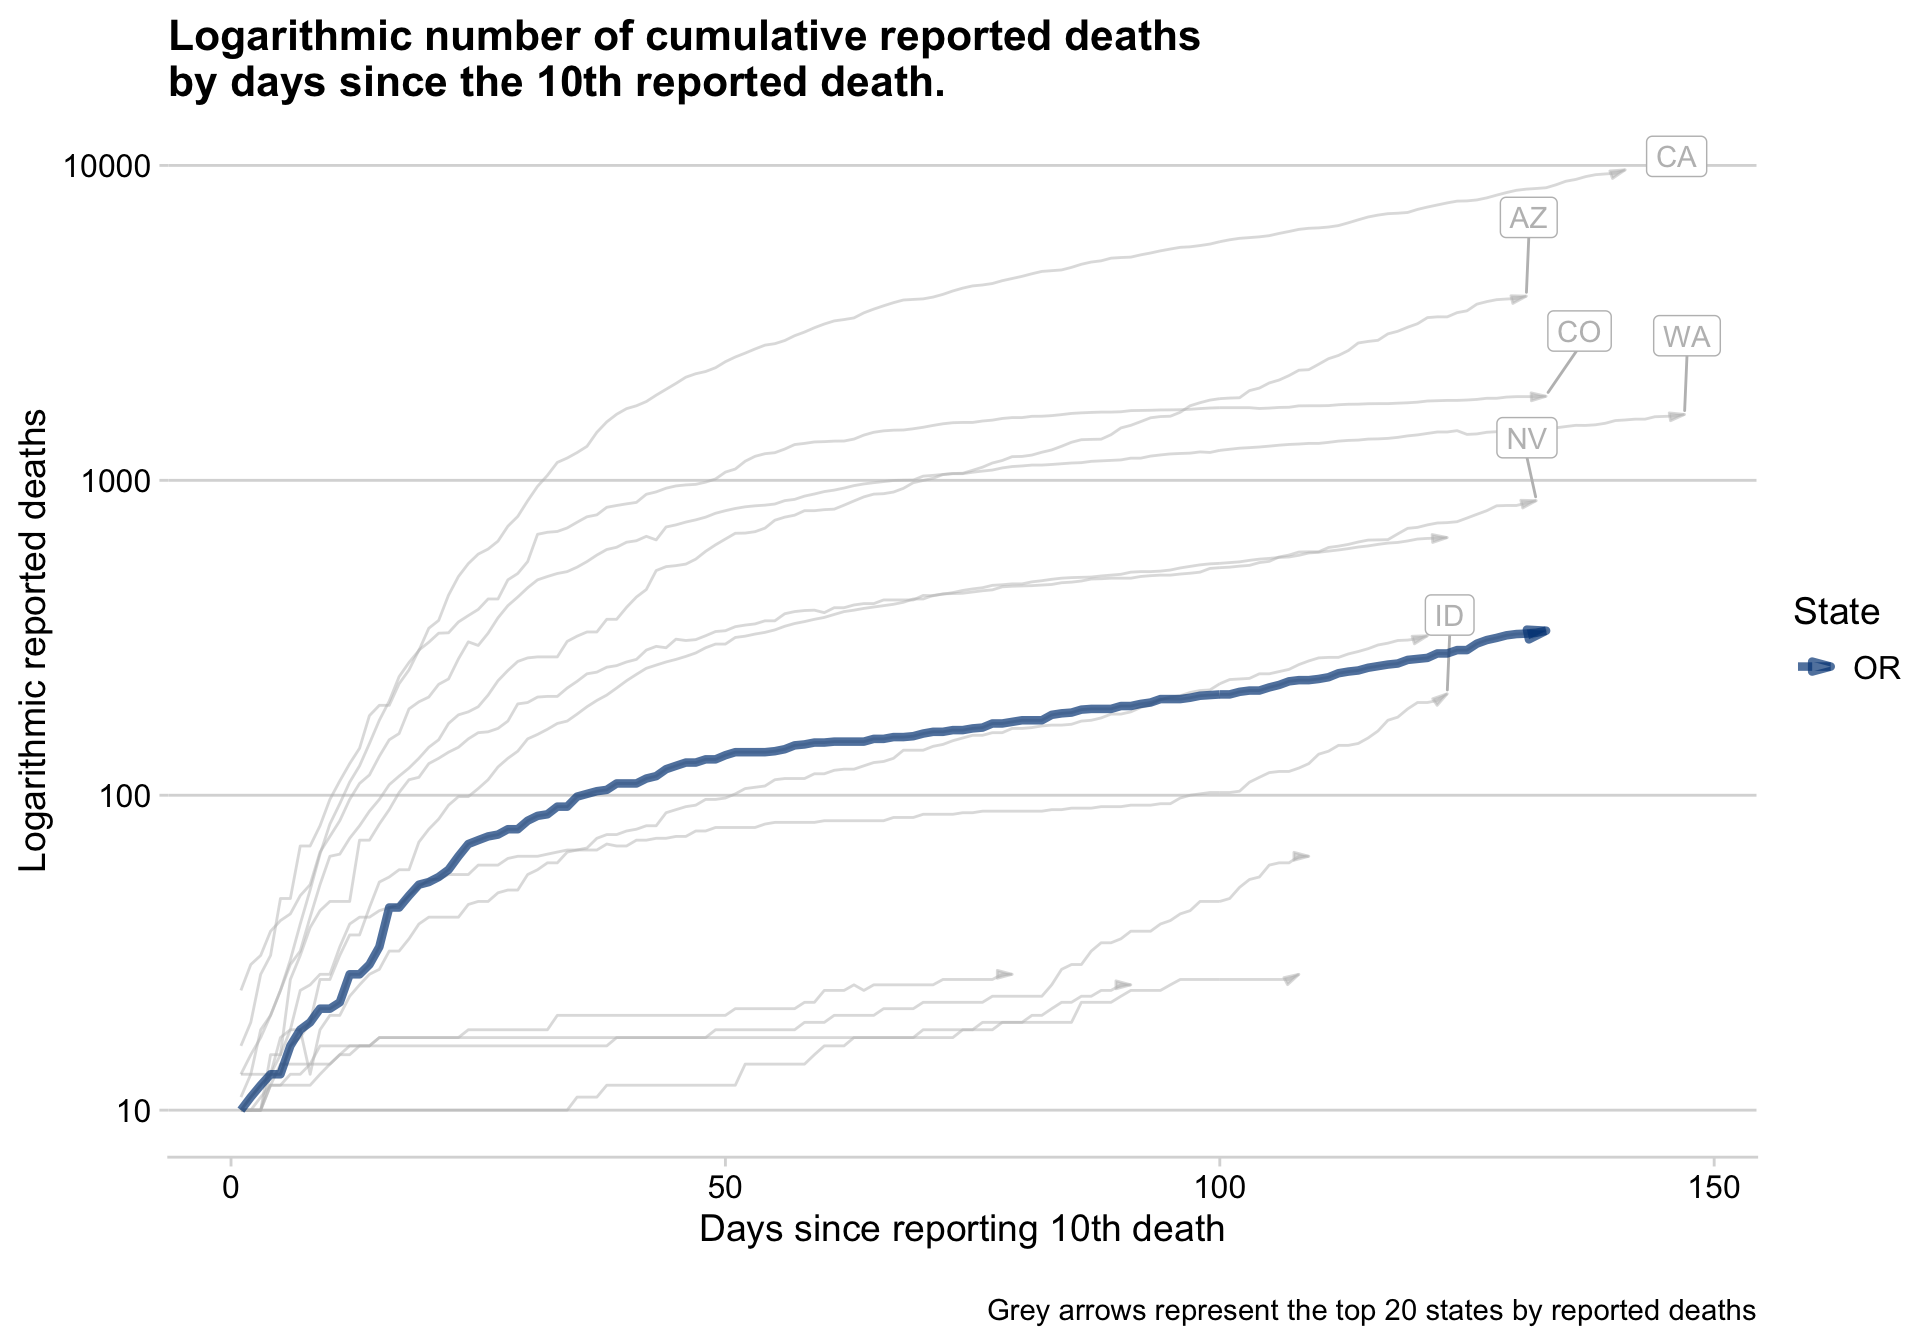 Logarithmic number of cumulative reported deaths
by days since the 10th reported death.
Logarithmic reported deaths
10000
1000
100
10
CA
AZ
CO
WA
NV
ID
State
OR
0
50
100
150
Days since reporting 10th death
Grey arrows represent the top 20 states by reported deaths